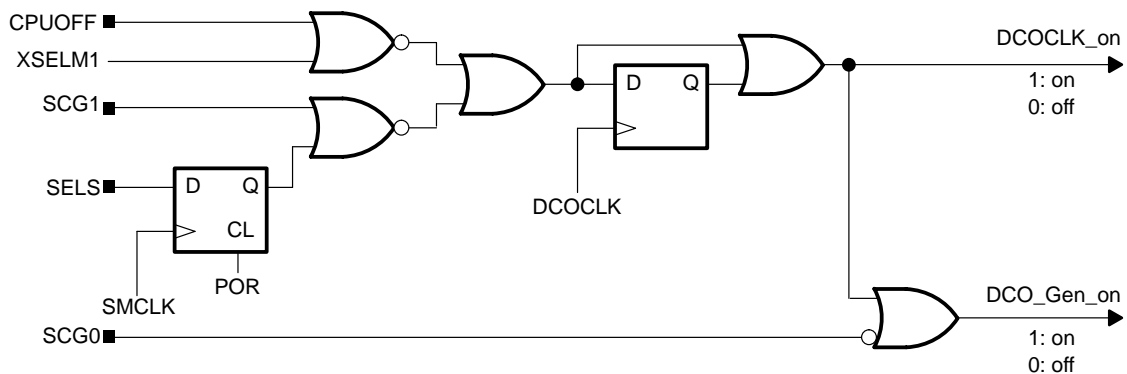 CPUOFF
XSELM1
DCOCLK_on
1: on
0: off
SCG1
D Q
SELS
D Q
CL
DCOCLK
POR
SMCLK
SCG0
DCO_Gen_on
1: on
0: off